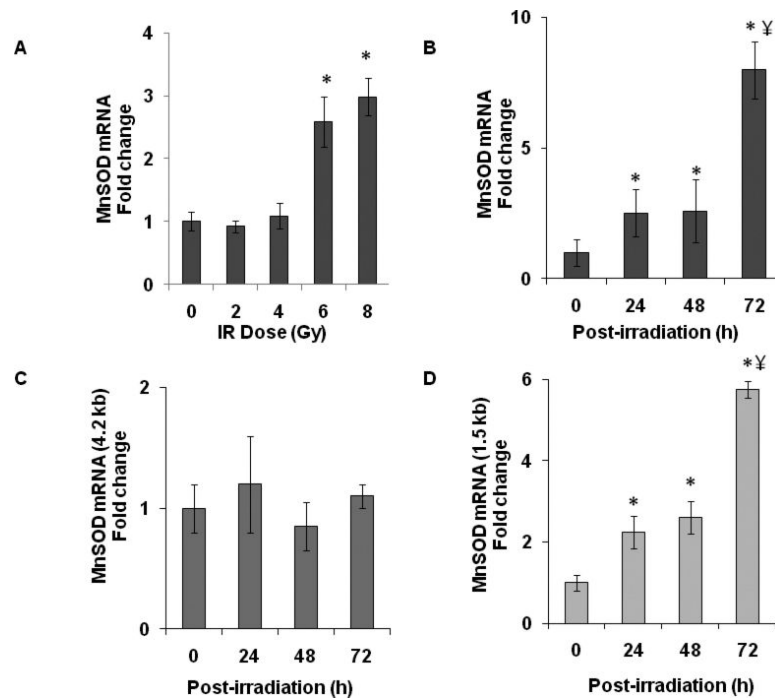 A
MnSOD mRNA
Fold change
4
3
2
1
0
* *
0 2 4 6 8
IR Dose (Gy)
B
MnSOD mRNA
Fold change
10
5
0
* * *¥
0 24 48 72
Post-irradiation (h)
C
MnSOD mRNA (4.2 kb)
Fold change
2
1
0
0 24 48 72
Post-irradiation (h)
D
MnSOD mRNA (1.5 kb)
Fold change
6
4
2
0
* * *¥
0 24 48 72
Post-irradiation (h)